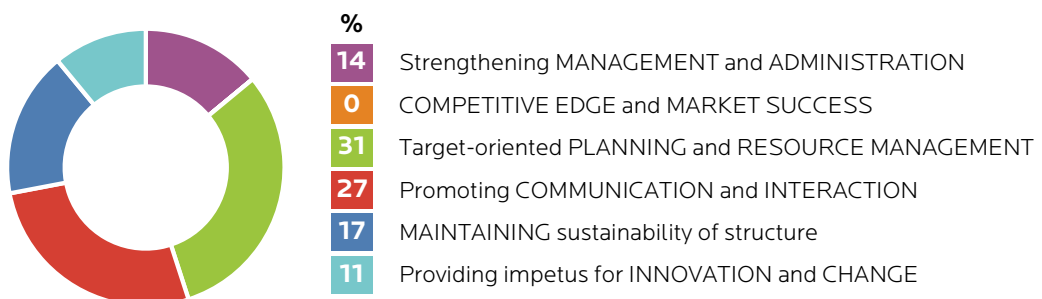 %
14 Strengthening MANAGEMENT and ADMINISTRATION
0 COMPETITIVE EDGE and MARKET SUCCESS
31 Target-oriented PLANNING and RESOURCE MANAGEMENT
27 Promoting COMMUNICATION and INTERACTION
17 MAINTAINING sustainability of structure
11 Providing impetus for INNOVATION and CHANGE